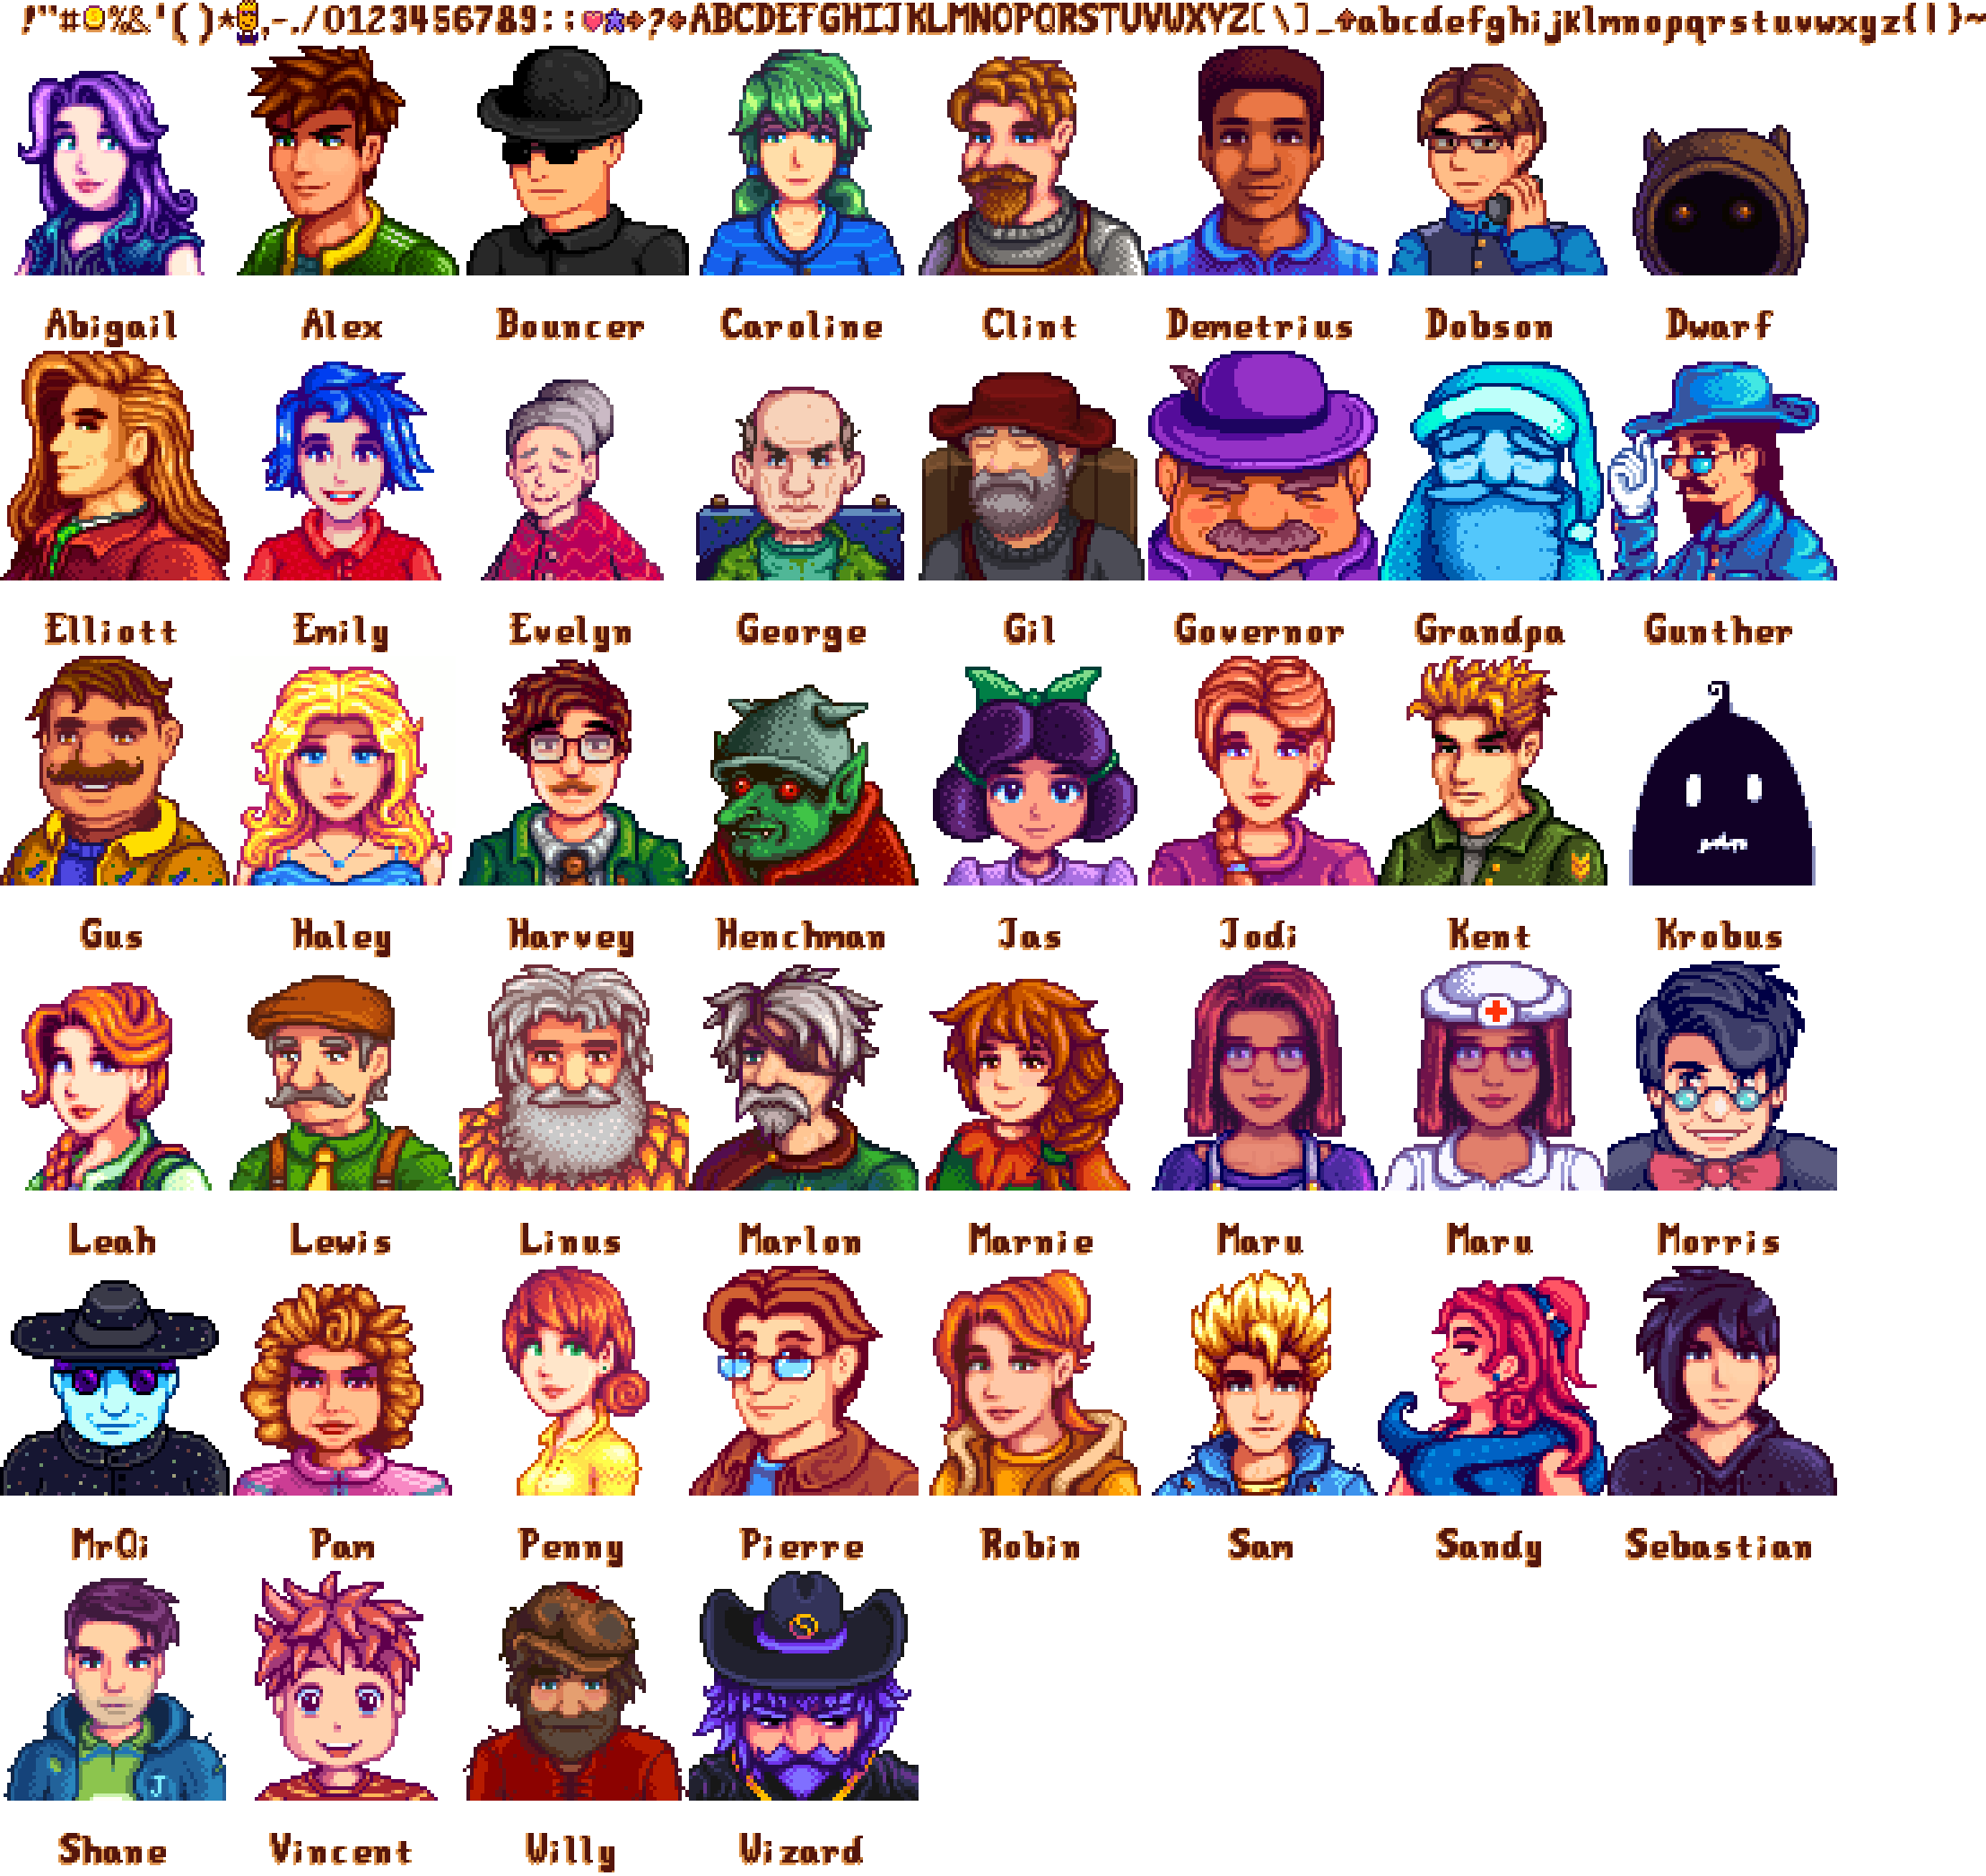 !"#%&'()*,-./0123456789:;?ABCDEFGHIJKLMNOPQRSTUVWXYZ[\]_abcdefghijklmnopqrstuvwxyz{|}~
Abigail Alex Bouncer Caroline Clint Demetrius Dobson Dwarf
Elliott Emily Evelyn George Gil Governor Grandpa Gunther
Gus Haley Harvey Henchman Jas Jodi Kent Krobus
Leah Lewis Linus Marlon Marnie Maru Maru Morris
MrQi Pam Penny Pierre Robin Sam Sandy Sebastian
Shane Vincent Willy Wizard